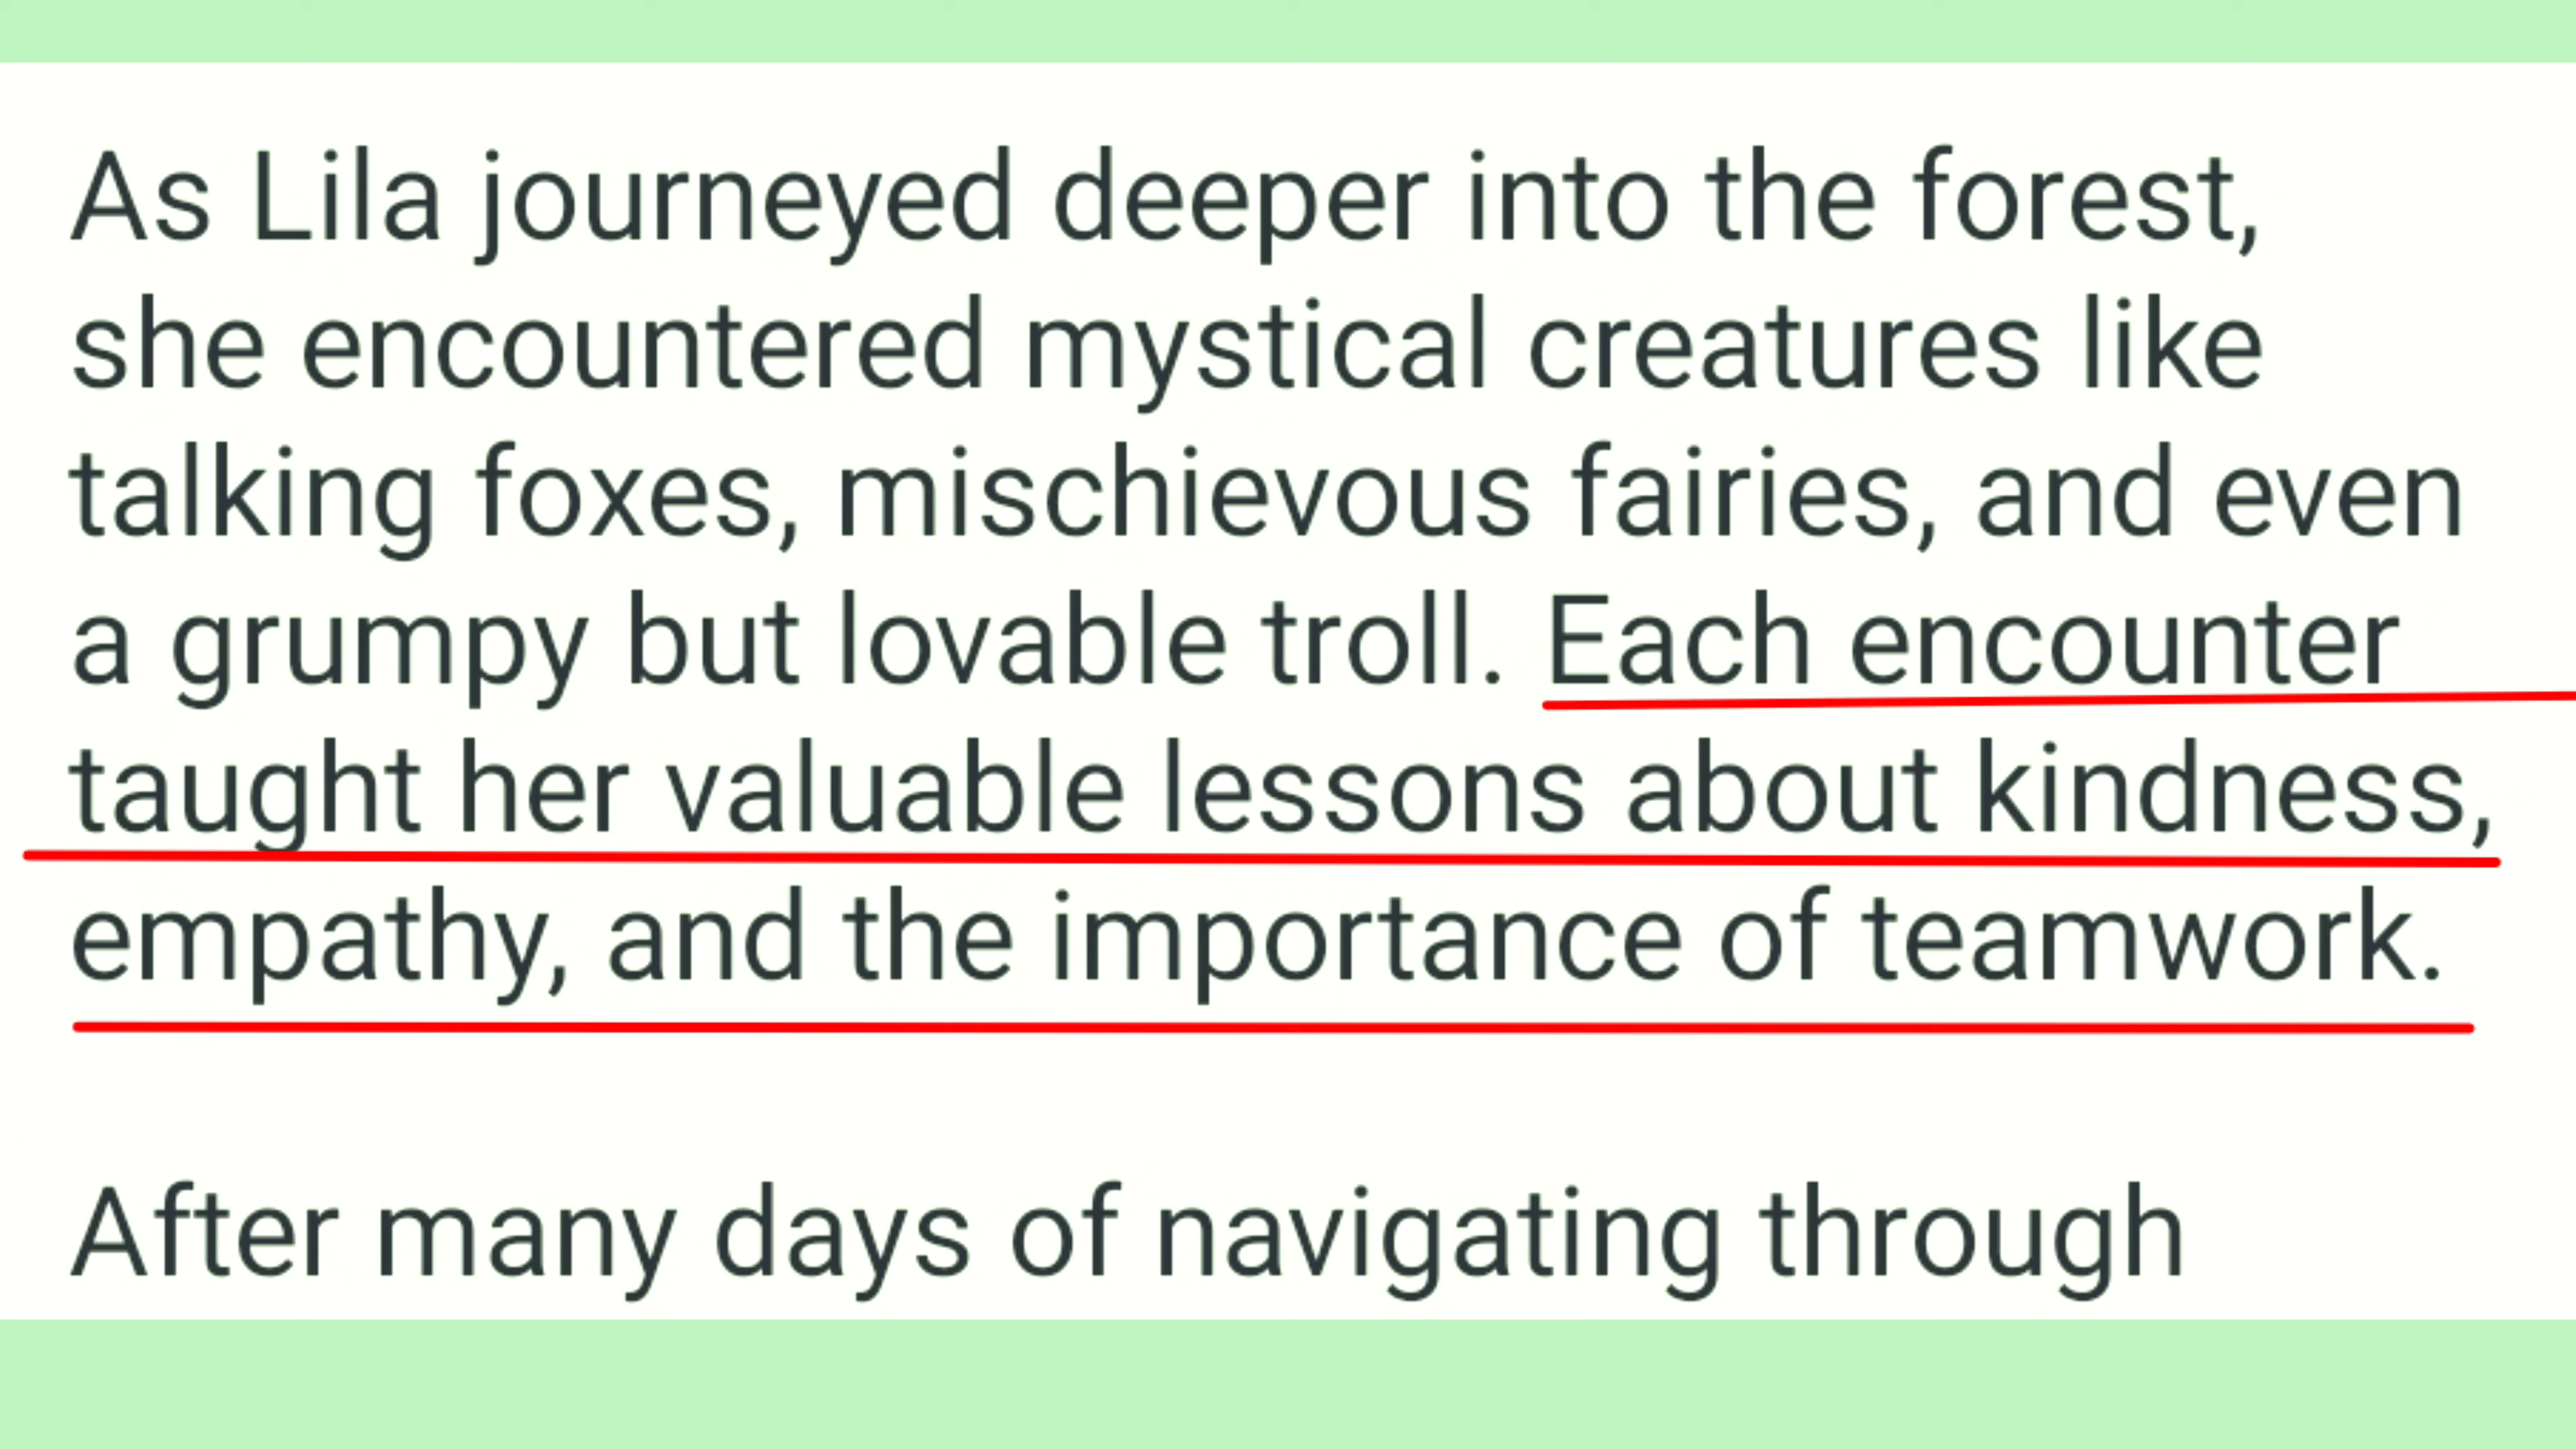 As Lila journeyed deeper into the forest,
she encountered mystical creatures like
talking foxes, mischievous fairies, and even
a grumpy but lovable troll. Each encounter
taught her valuable lessons about kindness,
empathy, and the importance of teamwork.
After many days of navigating through